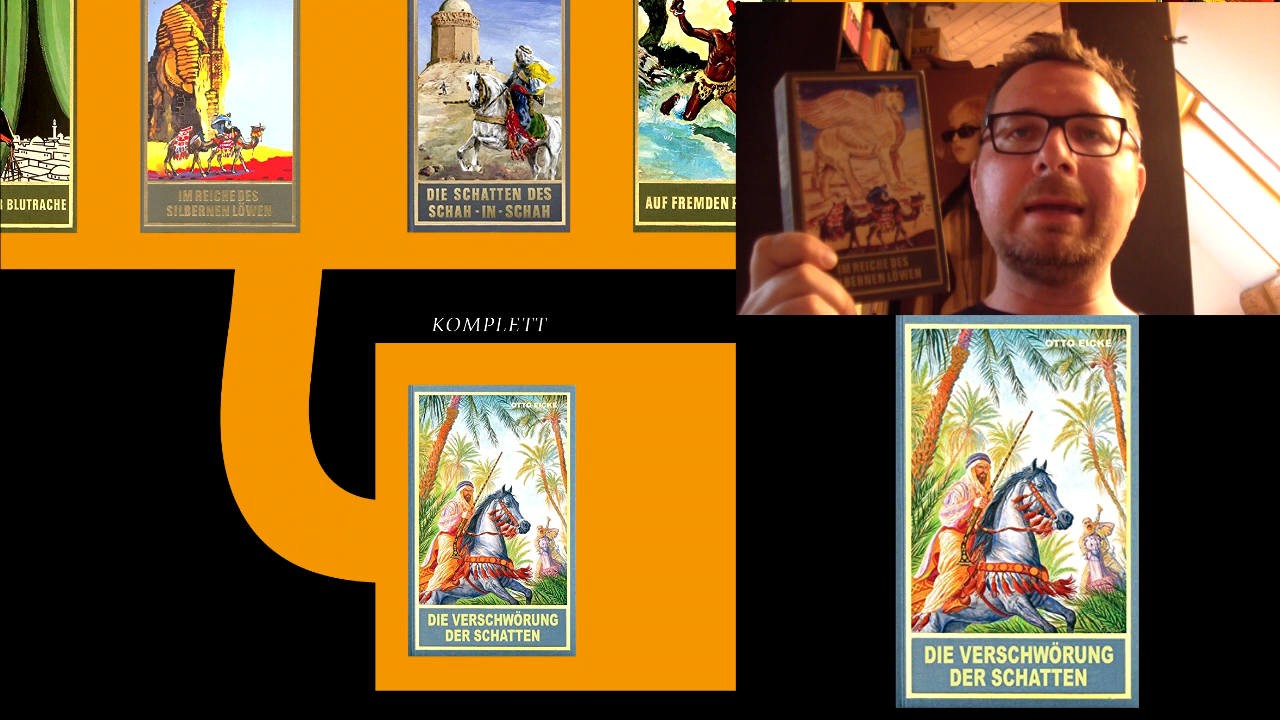 BLUTRACHE
IM REICHE DES
SILBERNEN LÖWEN
DIE SCHATTEN DES
SCHAH-IN-SCHAH
AUF FREMDEN
IM REICHE DES
SILBERNEN LÖWEN
KOMPLETT
OTTO EICKE
DIE VERSCHWÖRUNG
DER SCHATTEN
OTTO EICKE
DIE VERSCHWÖRUNG
DER SCHATTEN